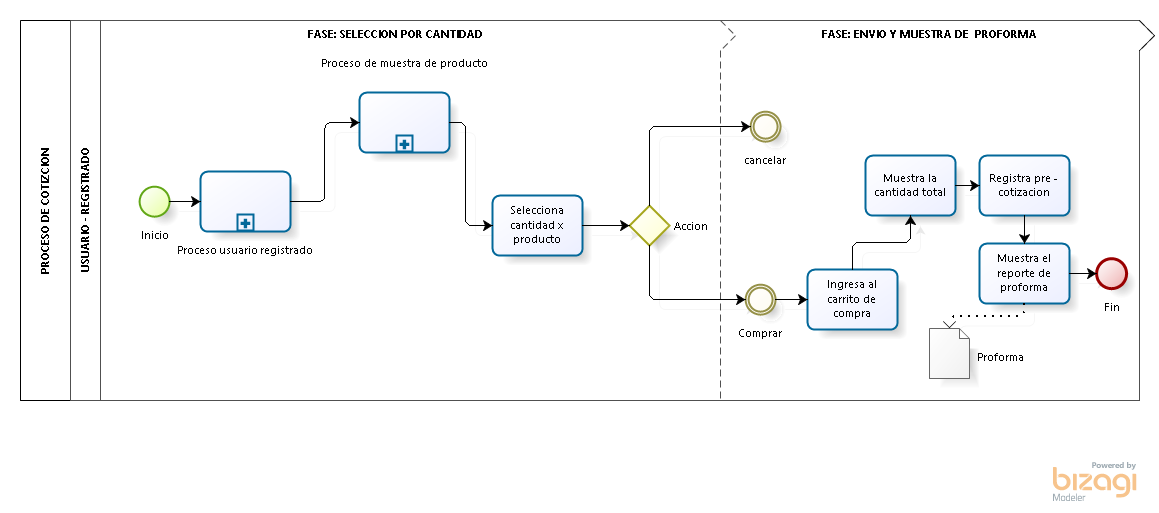 PROCESO DE COTIZCION
USUARIO - REGISTRADO
FASE: SELECCION POR CANTIDAD
FASE: ENVIO Y MUESTRA DE PROFORMA
Proceso de muestra de producto
Inicio
Proceso usuario registrado
Selecciona
cantidad x
producto
Accion
cancelar
Comprar
Ingresa al
carrito de
compra
Muestra la
cantidad total
Registra pre -
cotizacion
Muestra el
reporte de
proforma
Fin
Proforma
Powered by
bizagi
Modeler